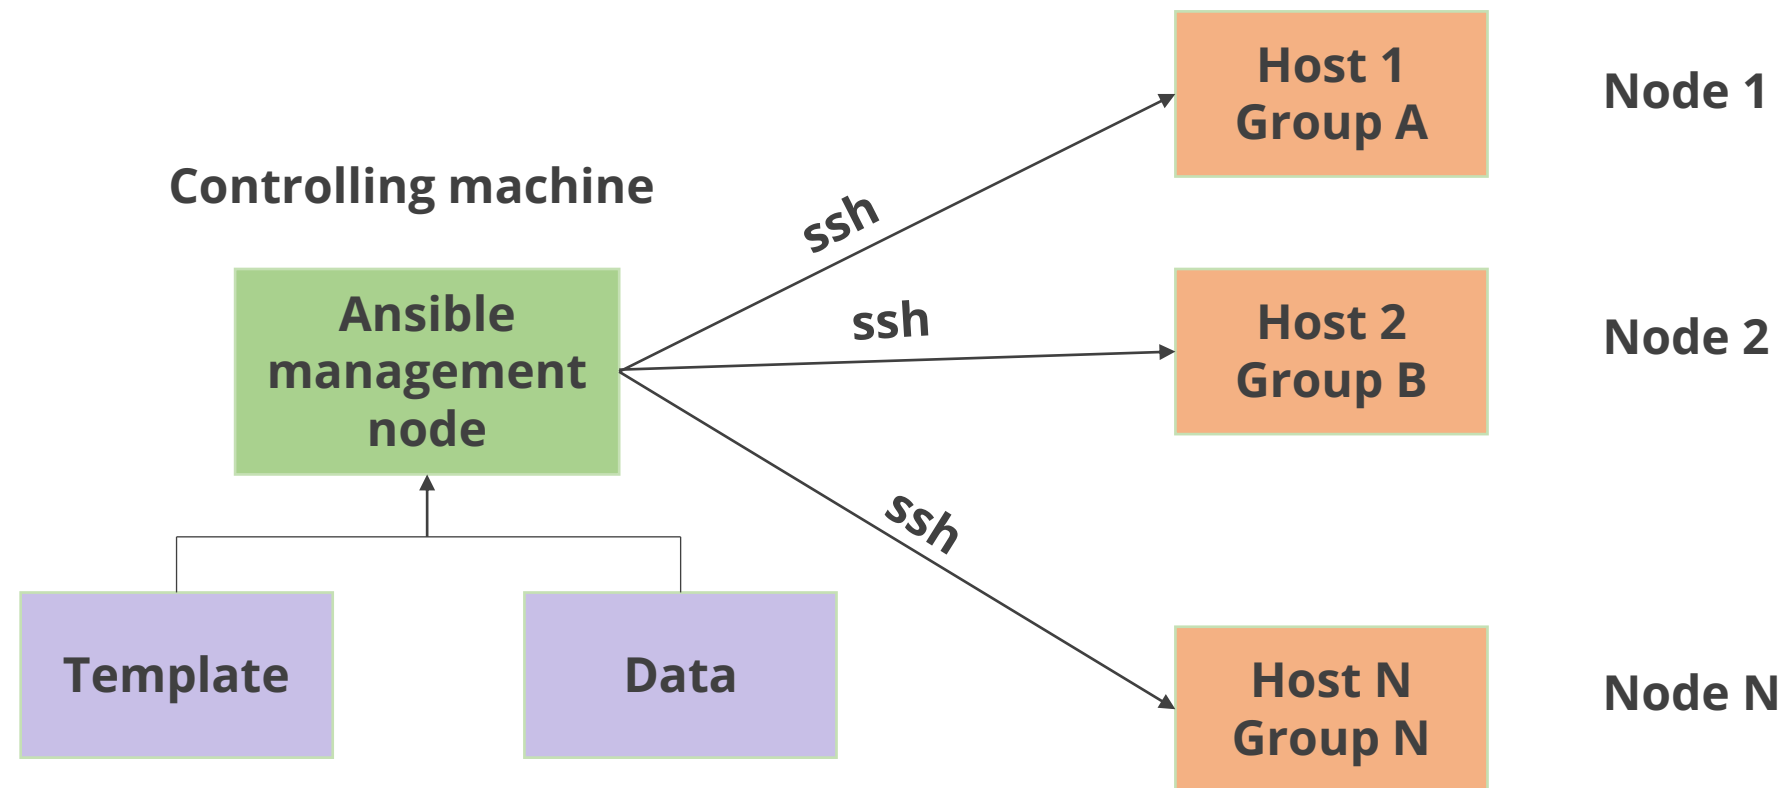 Controlling machine
Ansible
management
node
Template
Data
ssh
ssh
ssh
Host 1
Group A
Node 1
Host 2
Group B
Node 2
Host N
Group N
Node N